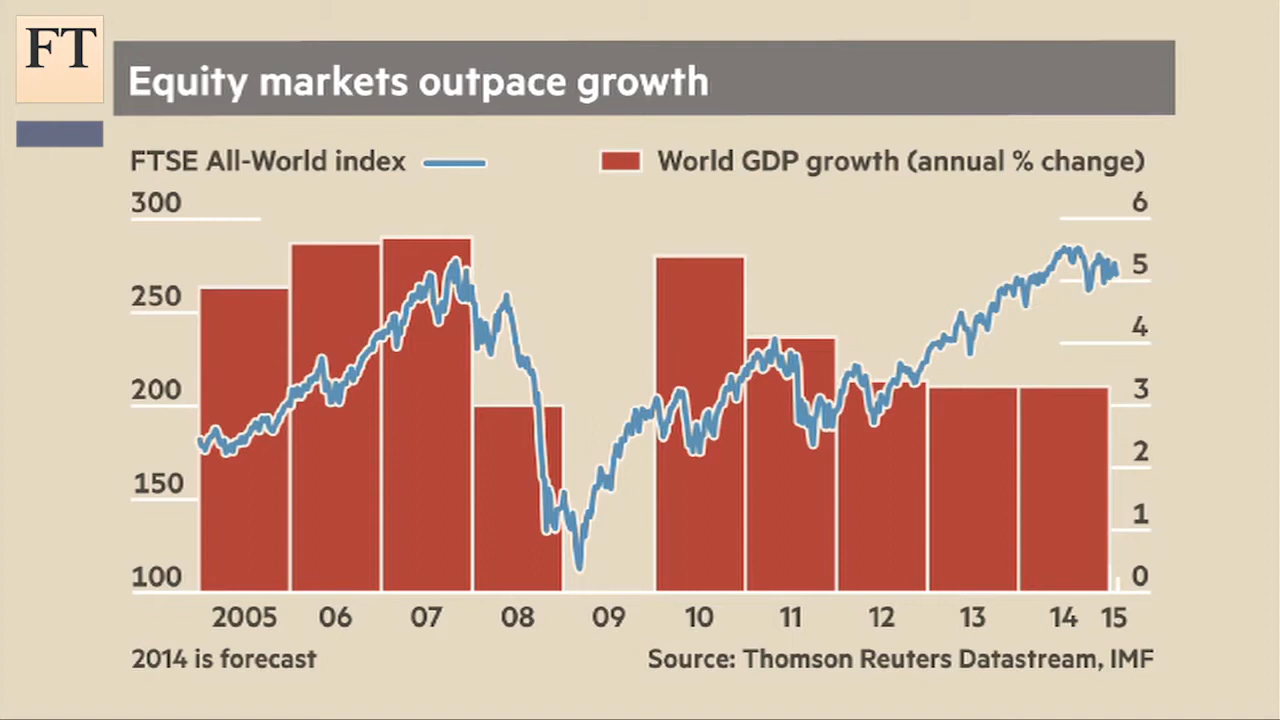 FT
Equity markets outpace growth
FTSE All-World index
World GDP growth (annual % change)
300
250
200
150
100
6
5
4
3
2
1
0
2005 06 07 08 09 10 11 12 13 14 15
2014 is forecast
Source: Thomson Reuters Datastream, IMF